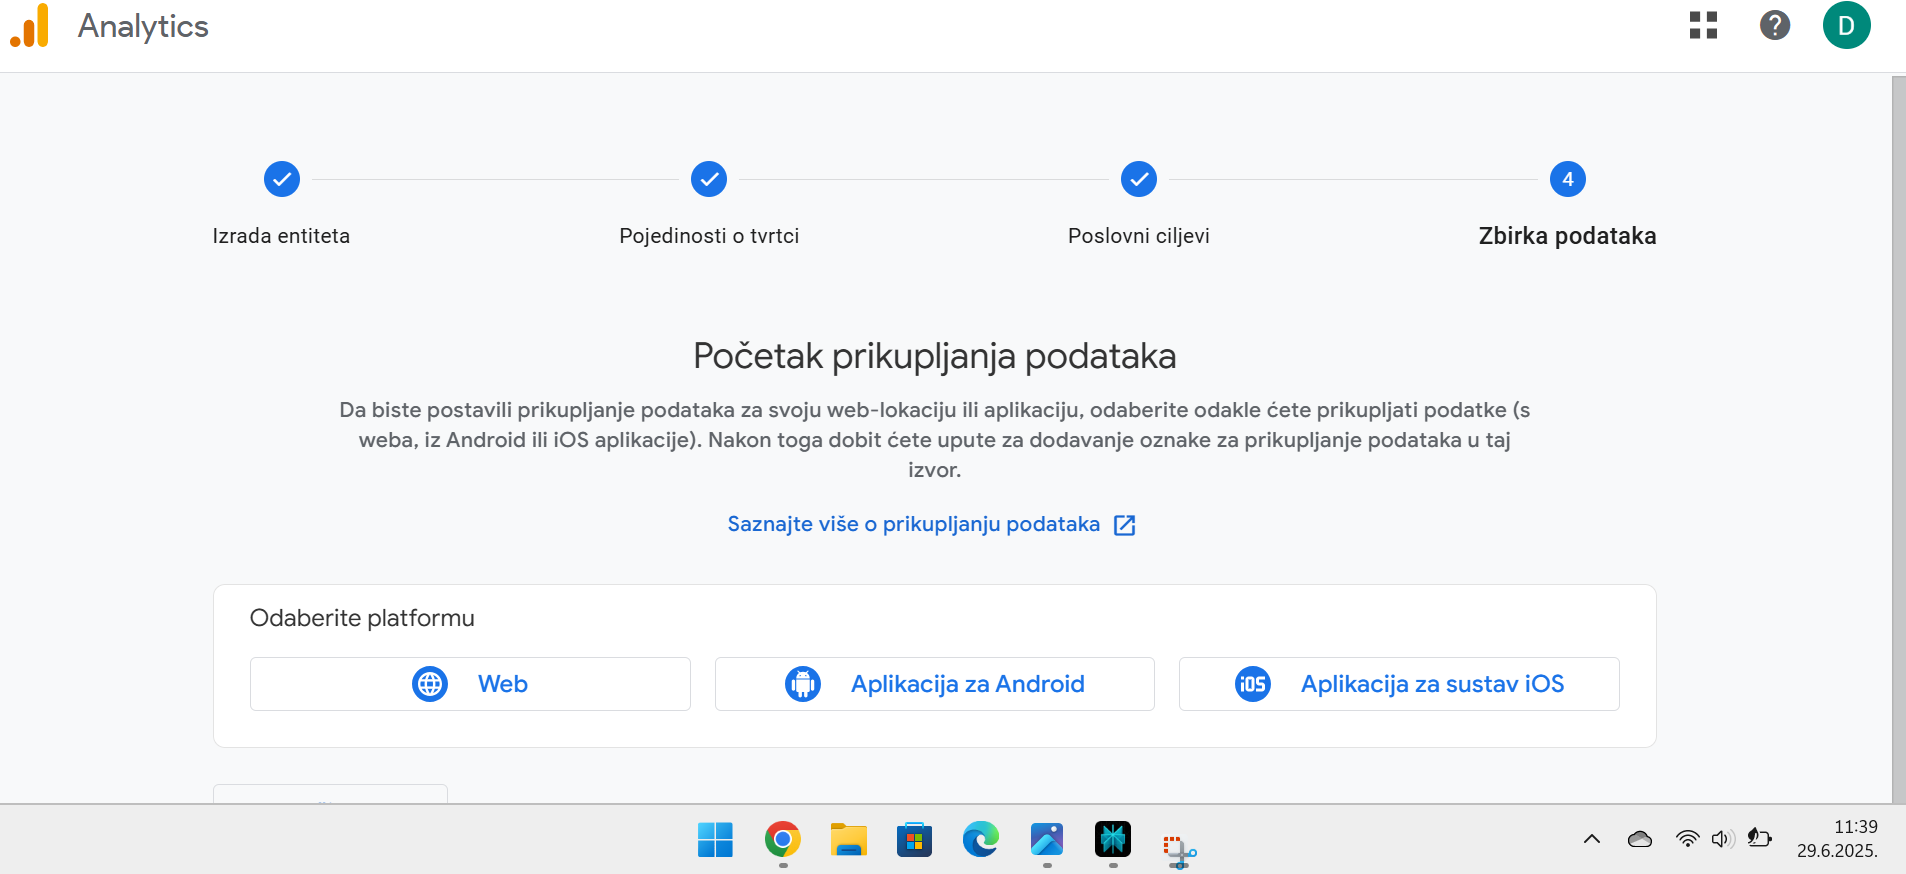 Analytics
D
4
Izrada entiteta
Pojedinosti o tvrtci
Poslovni ciljevi
Zbirka podataka
Početak prikupljanja podataka
Da biste postavili prikupljanje podataka za svoju web-lokaciju ili aplikaciju, odaberite odakle ćete prikupljati podatke (s
weba, iz Android ili iOS aplikacije). Nakon toga dobit ćete upute za dodavanje oznake za prikupljanje podataka u taj
izvor.
Saznajte više o prikupljanju podataka
Odaberite platformu
Web
Aplikacija za Android
iOS
Aplikacija za sustav iOS
11:39
29.6.2025.